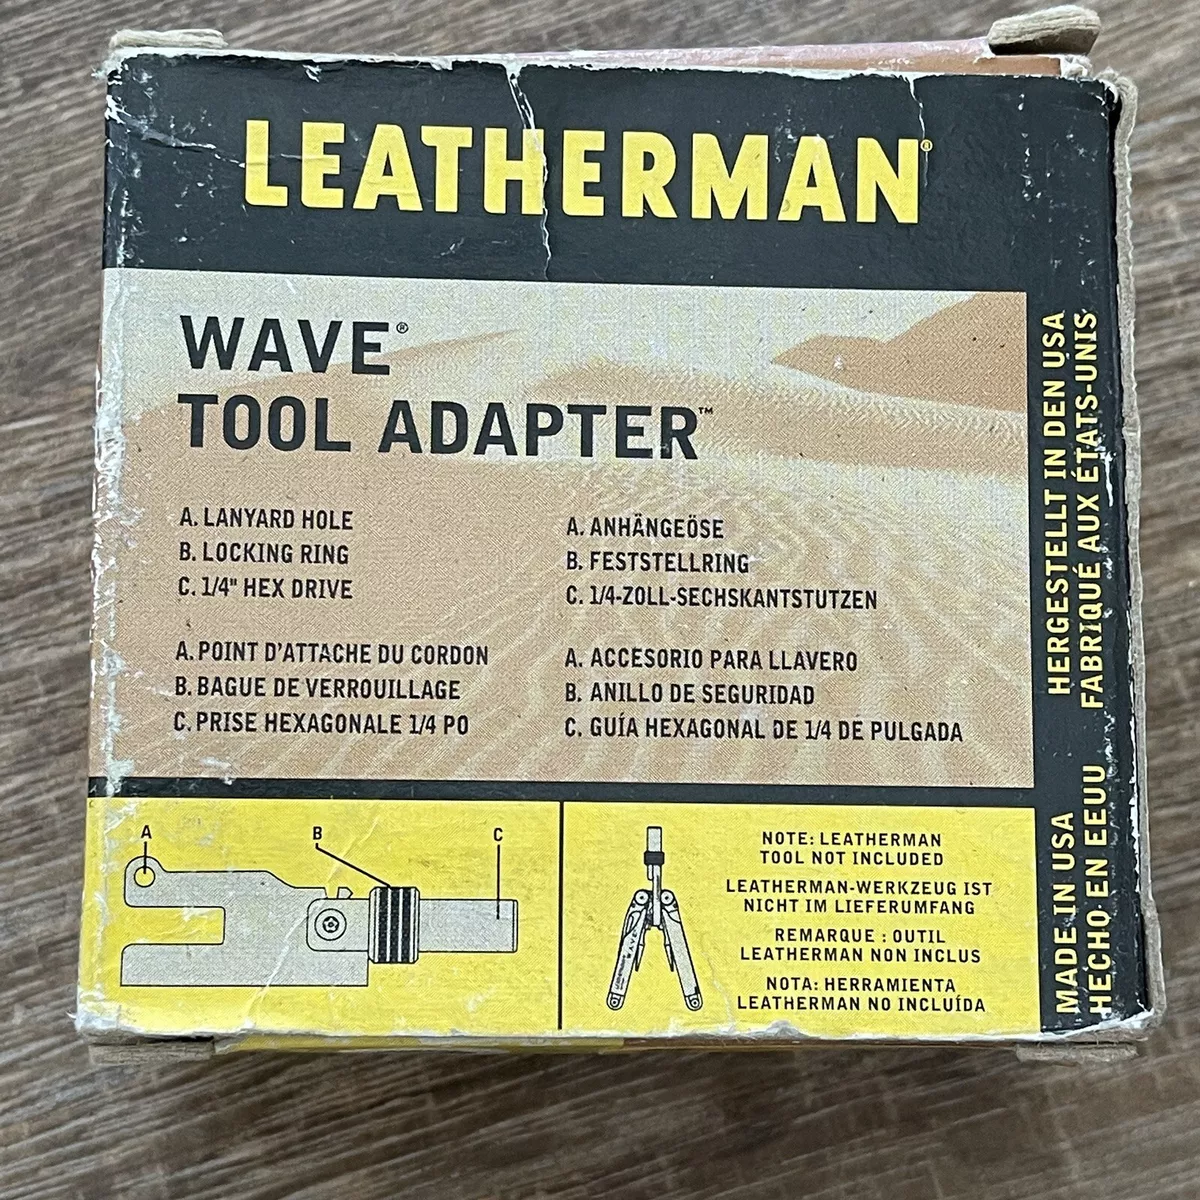 LEATHERMAN®
WAVE®
TOOL ADAPTER™
A. LANYARD HOLE
B. LOCKING RING
C. 1/4" HEX DRIVE
A. ANHÄNGEÖSE
B. FESTSTELLRING
C. 1/4-ZOLL-SECHSKANTSTUTZEN
A. POINT D'ATTACHE DU CORDON
B. BAGUE DE VERROUILLAGE
C. PRISE HEXAGONALE 1/4 PO
A. ACCESORIO PARA LLAVERO
B. ANILLO DE SEGURIDAD
C. GUÍA HEXAGONAL DE 1/4 DE PULGADA
A
B
C
LEATHERMAN
WAVE
NOTE: LEATHERMAN
TOOL NOT INCLUDED
LEATHERMAN-WERKZEUG IST
NICHT IM LIEFERUMFANG
REMARQUE : OUTIL
LEATHERMAN NON INCLUS
NOTA: HERRAMIENTA
LEATHERMAN NO INCLUÍDA
MADE IN USA
HERGESTELLT IN DEN USA
HECHO EN EEUU
FABRIQUÉ AUX ÉTATS-UNIS